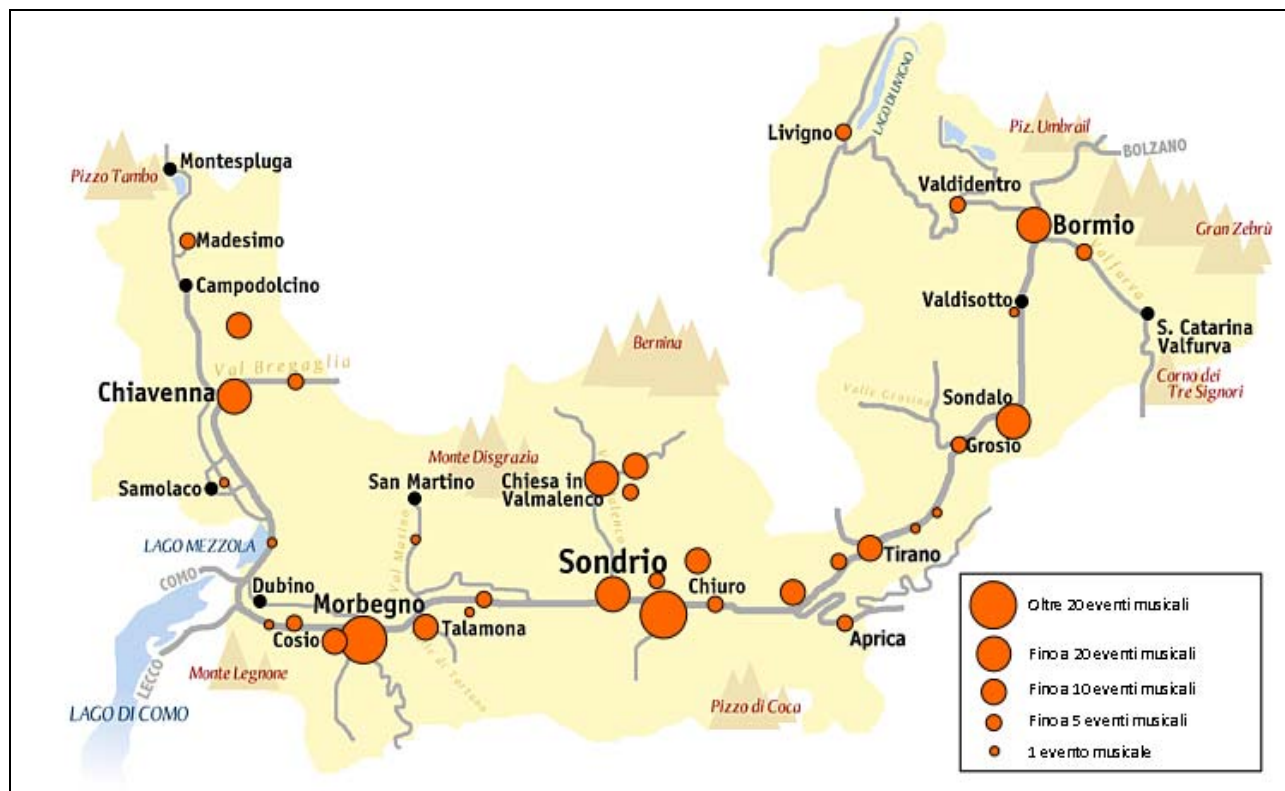 Montespluga
Pizzo Tambo
Madesimo
Campodolcino
Val Bregaglia
Chiavenna
Samolaco
LAGO MEZZOLA
COMO
Dubino
LECCO
LAGO DI COMO
Monte Legnone
Cosio
Morbegno
Talamona
San Martino
Val Masino
Monte Disgrazia
Chiesa in
Valmalenco
Bernina
Sondrio
Chiuro
Pizzo di Coca
Aprica
Tirano
Grosio
Sondalo
Valle Grosina
Valdisotto
Livigno
LAGO DI LIVIGNO
Valdidentro
Piz. Umbrail
BOLZANO
Bormio
Gran Zebrù
Valfurva
S. Catarina
Valfurva
Corno dei
Tre Signori
Oltre 20 eventi musicali
Fino a 20 eventi musicali
Fino a 10 eventi musicali
Fino a 5 eventi musicali
1 evento musicale